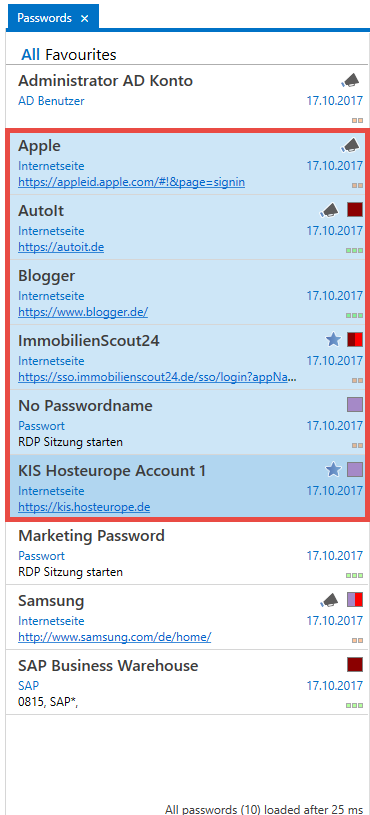 Passwords ×
All Favourites
Administrator AD Konto
AD Benutzer 17.10.2017
Apple
Internetseite 17.10.2017
https://appleid.apple.com/#!&page=signin
AutoIt
Internetseite 17.10.2017
https://autoit.de
Blogger
Internetseite 17.10.2017
https://www.blogger.de/
ImmobilienScout24
Internetseite 17.10.2017
https://sso.immobilienscout24.de/sso/login?appNa...
No Passwordname
Passwort 17.10.2017
RDP Sitzung starten
KIS Hosteurope Account 1
Internetseite 17.10.2017
https://kis.hosteurope.de
Marketing Password
Passwort 17.10.2017
RDP Sitzung starten
Samsung
Internetseite 17.10.2017
http://www.samsung.com/de/home/
SAP Business Warehouse
SAP 17.10.2017
0815, SAP*,
All passwords (10) loaded after 25 ms